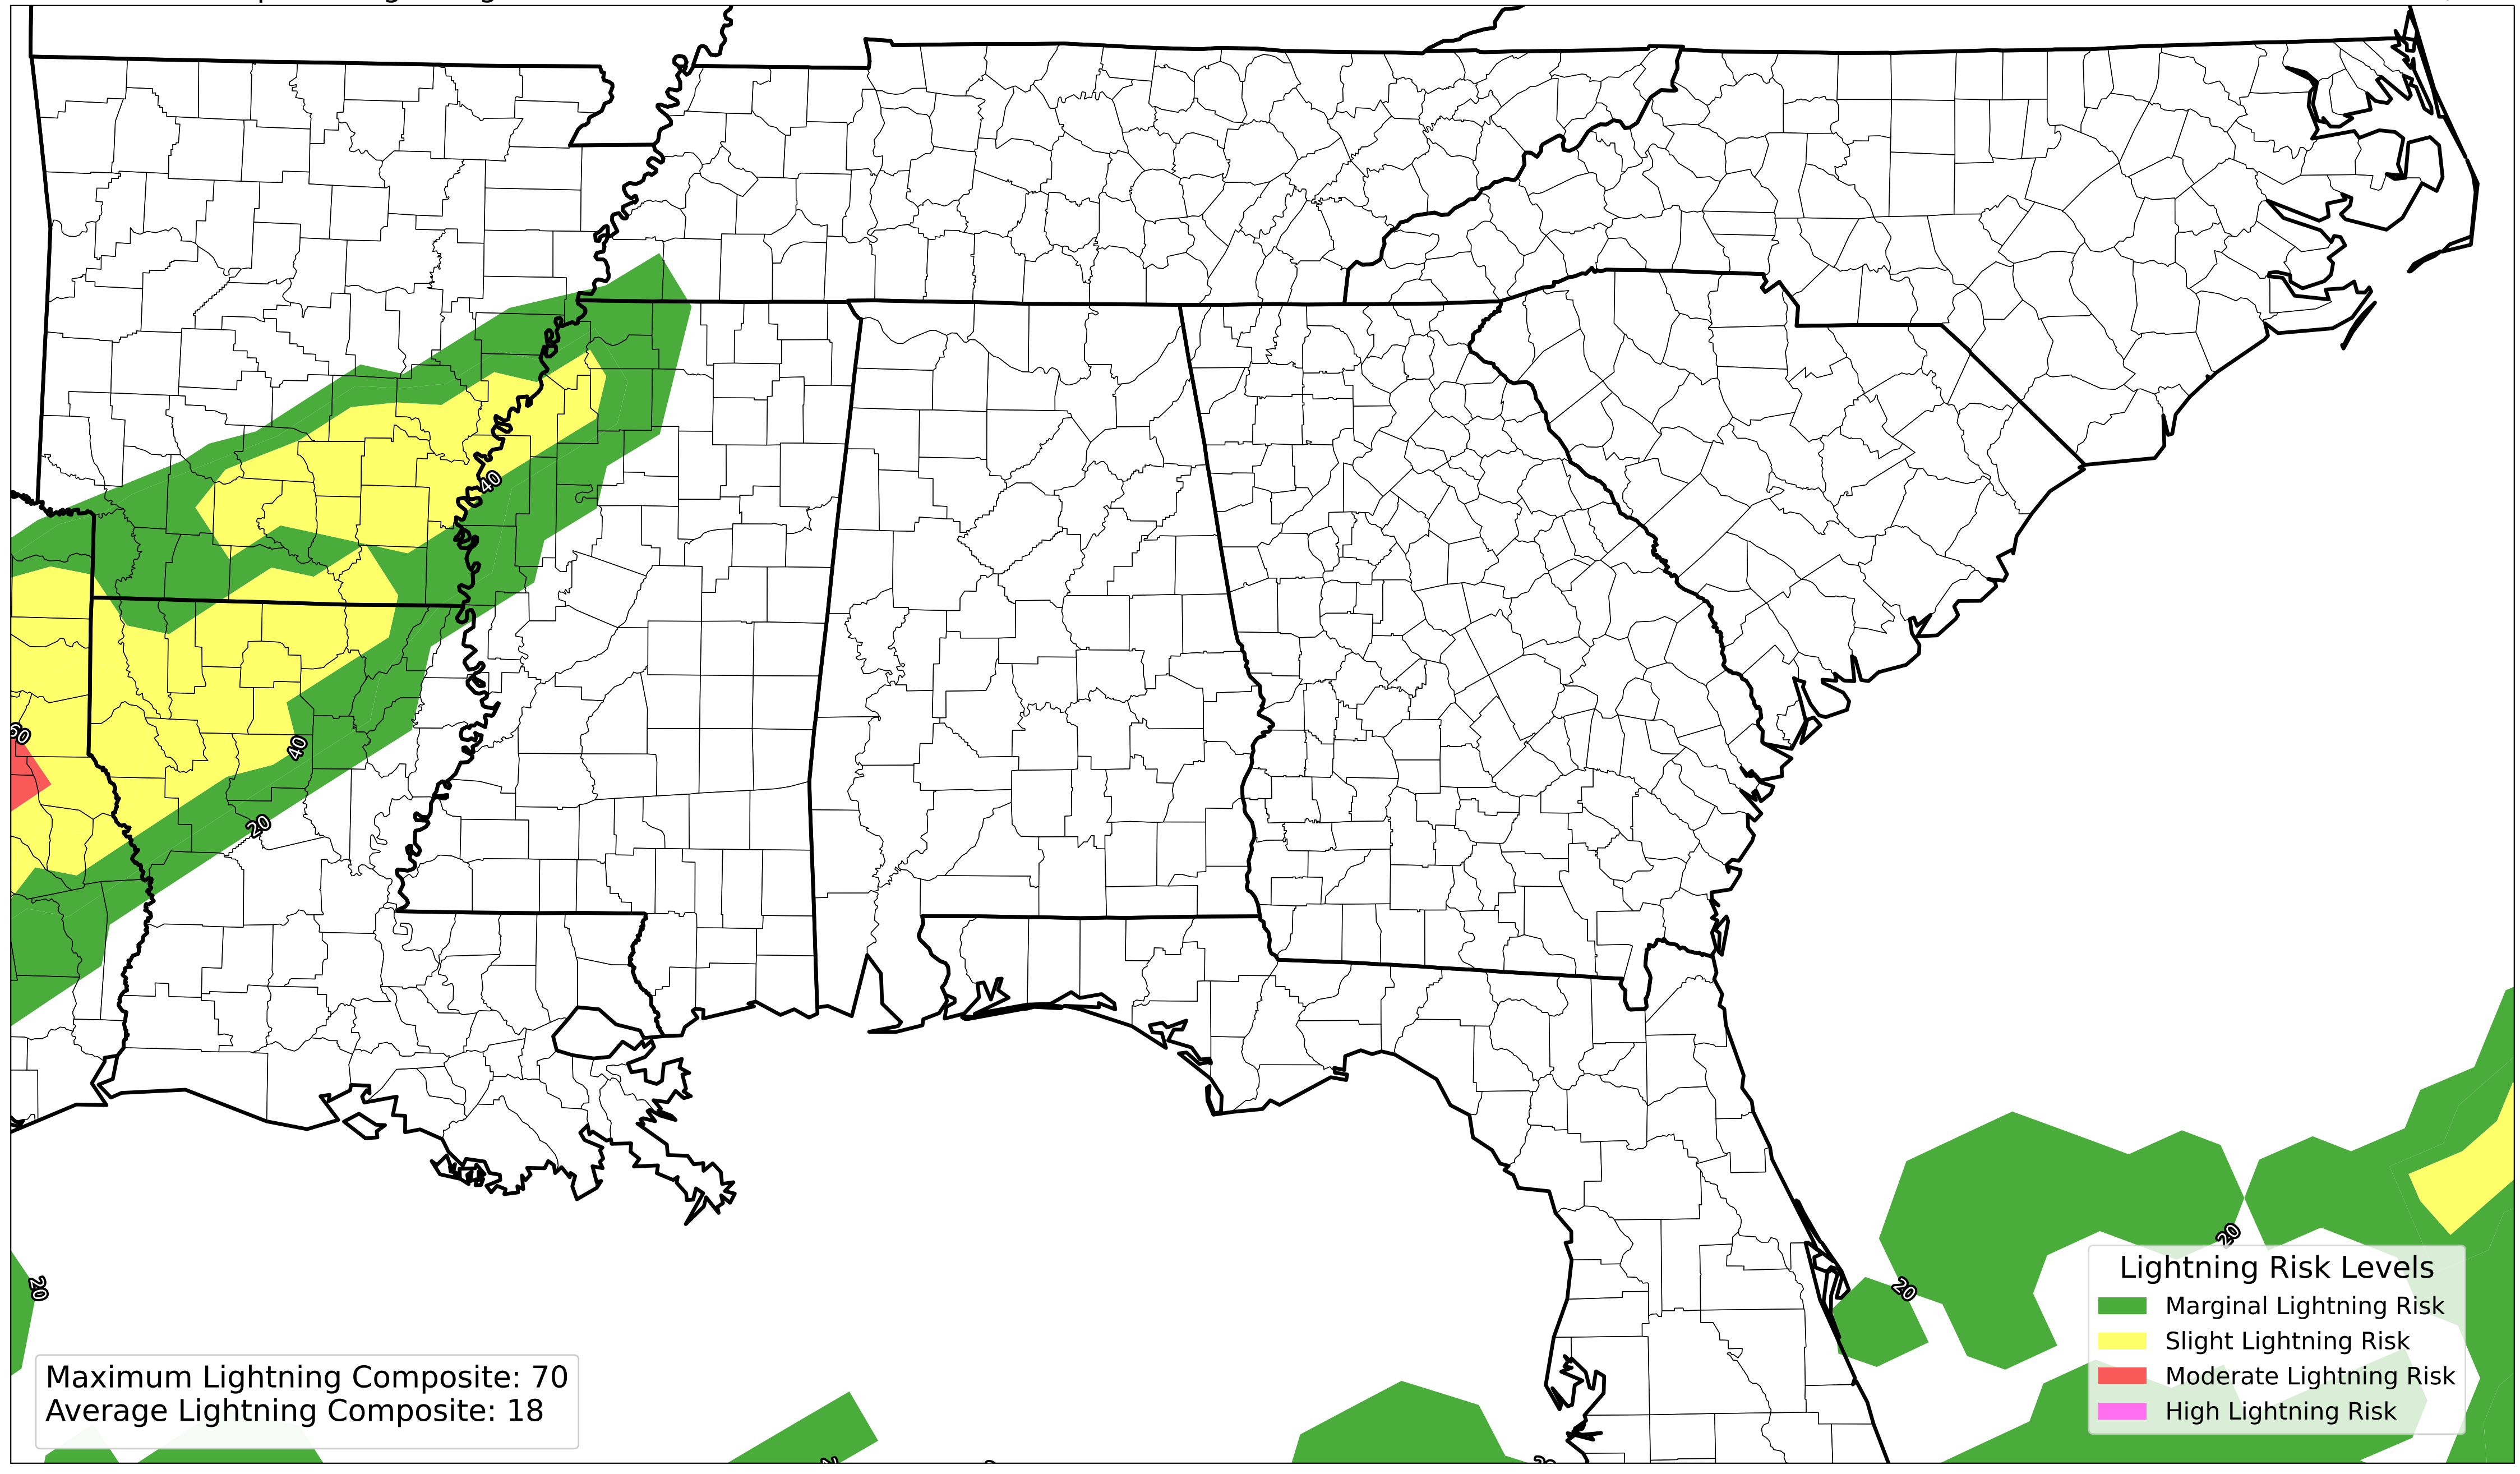 40
60
40
20
20
20
20
Lightning Risk Levels
Marginal Lightning Risk
Slight Lightning Risk
Moderate Lightning Risk
High Lightning Risk
Maximum Lightning Composite: 70
Average Lightning Composite: 18